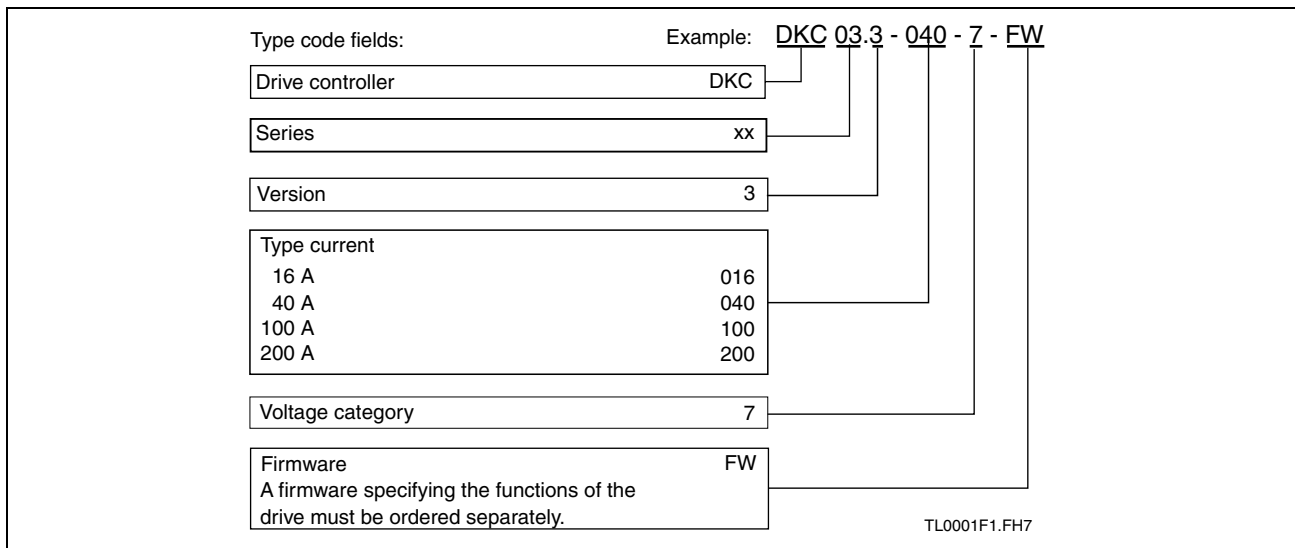 Type code fields: Example: DKC 03.3 - 040 - 7 - FW
Drive controller DKC
Series xx
Version 3
Type current
16 A 016
40 A 040
100 A 100
200 A 200
Voltage category 7
Firmware FW
A firmware specifying the functions of the
drive must be ordered separately.
TL0001F1.FH7